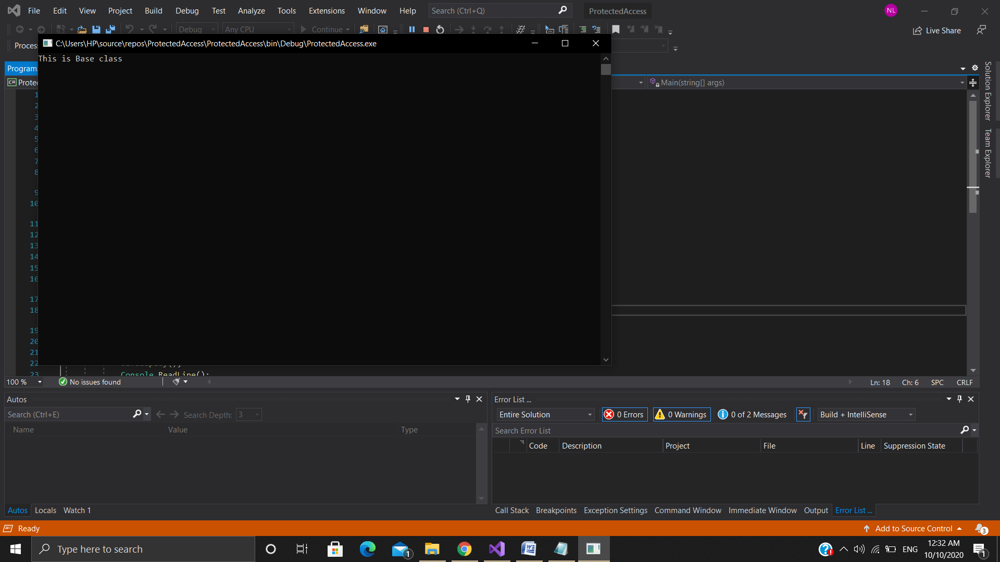 File Edit View Project Build Debug Test Analyze Tools Extensions Window Help Search (Ctrl+Q) ProtectedAccess NL
Debug Any CPU Continue Live Share
Process
C:\Users\HP\source\repos\ProtectedAccess\ProtectedAccess\bin\Debug\ProtectedAccess.exe
This is Base class
Program.
C# Protec
Main(string[] args)
Solution Explorer
Team Explorer
1
2
3
4
5
6
7
8
9
10
11
12
13
14
15
16
17
18
19
20
21
22
23 Console.ReadLine();
100 % No issues found Ln: 18 Ch: 6 SPC CRLF
Autos
Search (Ctrl+E) Search Depth: 3
Name Value Type
Autos Locals Watch 1
Error List ...
Entire Solution 0 Errors 0 Warnings 0 of 2 Messages Build + IntelliSense
Search Error List
Code Description Project File Line Suppression State
Call Stack Breakpoints Exception Settings Command Window Immediate Window Output Error List ...
Ready Add to Source Control 3
Type here to search 1 ENG 12:32 AM
10/10/2020 1